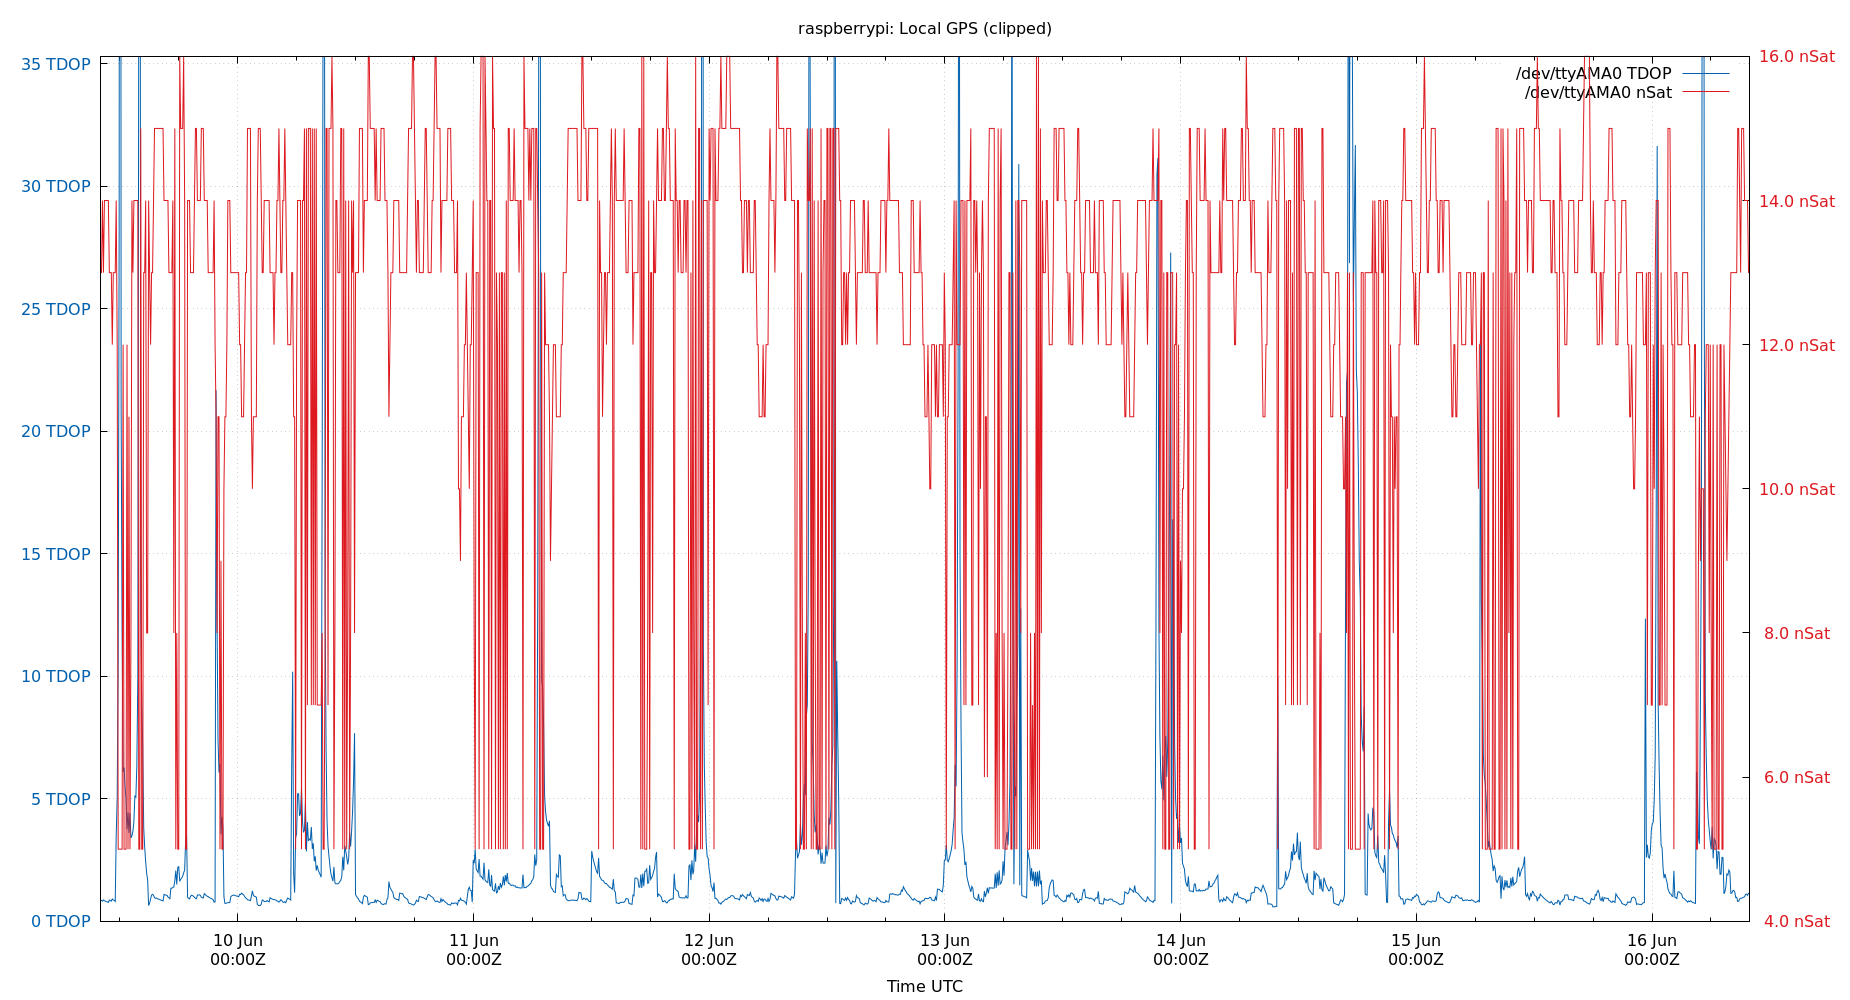 raspberrypi: Local GPS (clipped)
35 TDOP
30 TDOP
25 TDOP
20 TDOP
15 TDOP
10 TDOP
5 TDOP
0 TDOP
16.0 nSat
14.0 nSat
12.0 nSat
10.0 nSat
8.0 nSat
6.0 nSat
4.0 nSat
/dev/ttyAMA0 TDOP
/dev/ttyAMA0 nSat
10 Jun
00:00Z
11 Jun
00:00Z
12 Jun
00:00Z
13 Jun
00:00Z
14 Jun
00:00Z
15 Jun
00:00Z
16 Jun
00:00Z
Time UTC